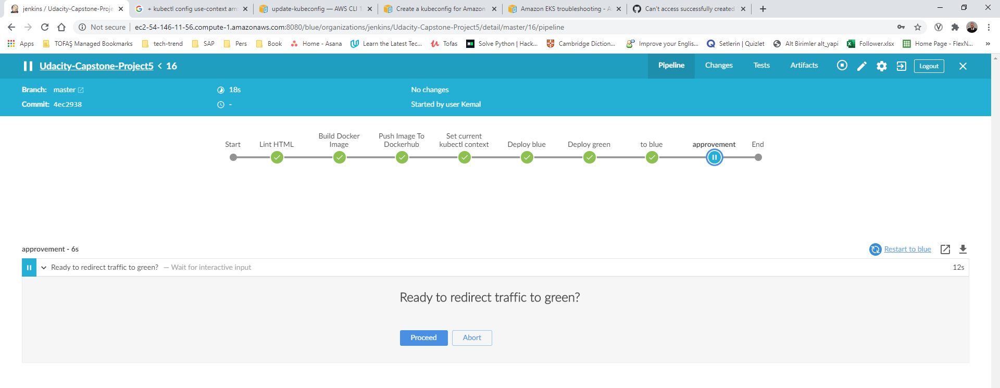 jenkins / Udacity-Capstone-Proje
+ kubectl config use-context am
update-kubeconfig — AWS CLI 1
Create a kubeconfig for Amazon
Amazon EKS troubleshooting - A
Can't access successfully created
Not secure
ec2-54-146-11-56.compute-1.amazonaws.com:8080/blue/organizations/jenkins/Udacity-Capstone-Project5/detail/master/16/pipeline
Apps
TOFAŞ Managed Bookmarks
tech-trend
SAP
Pers
Book
Home - Asana
Learn the Latest Tec...
Tofas
Solve Python | Hack...
Cambridge Diction...
Improve your Englis...
Setlerin | Quizlet
Alt Birimler alt_yapi
Follower.xlsx
Home Page - FlexN...
»
Udacity-Capstone-Project5 < 16
Pipeline
Changes
Tests
Artifacts
Logout
Branch: master
18s
No changes
Commit: 4ec2938
-
Started by user Kemal
Start
Lint HTML
Build Docker
Image
Push Image To
Dockerhub
Set current
kubectl context
Deploy blue
Deploy green
to blue
approvement
End
approvement - 6s
Restart to blue
Ready to redirect traffic to green? — Wait for interactive input
12s
Ready to redirect traffic to green?
Proceed
Abort